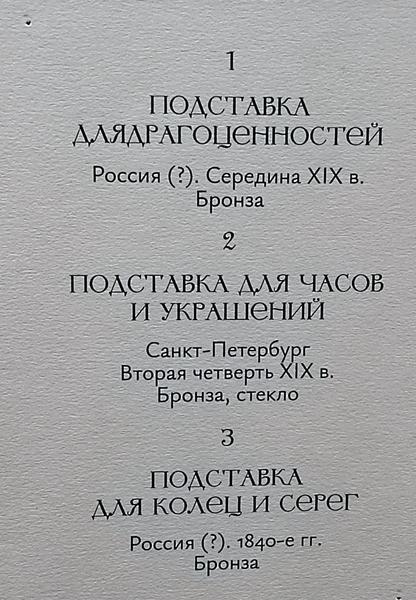 1
ПОДСТАВКА
ДЛЯДРАГОЦЕННОСТЕЙ
Россия (?). Середина XIX в.
Бронза
2
ПОДСТАВКА ДЛЯ ЧАСОВ
И УКРАШЕНИЙ
Санкт-Петербург
Вторая четверть XIX в.
Бронза, стекло
3
ПОДСТАВКА
ДЛЯ КОЛЕЦ И СЕРЕГ
Россия (?). 1840-е гг.
Бронза